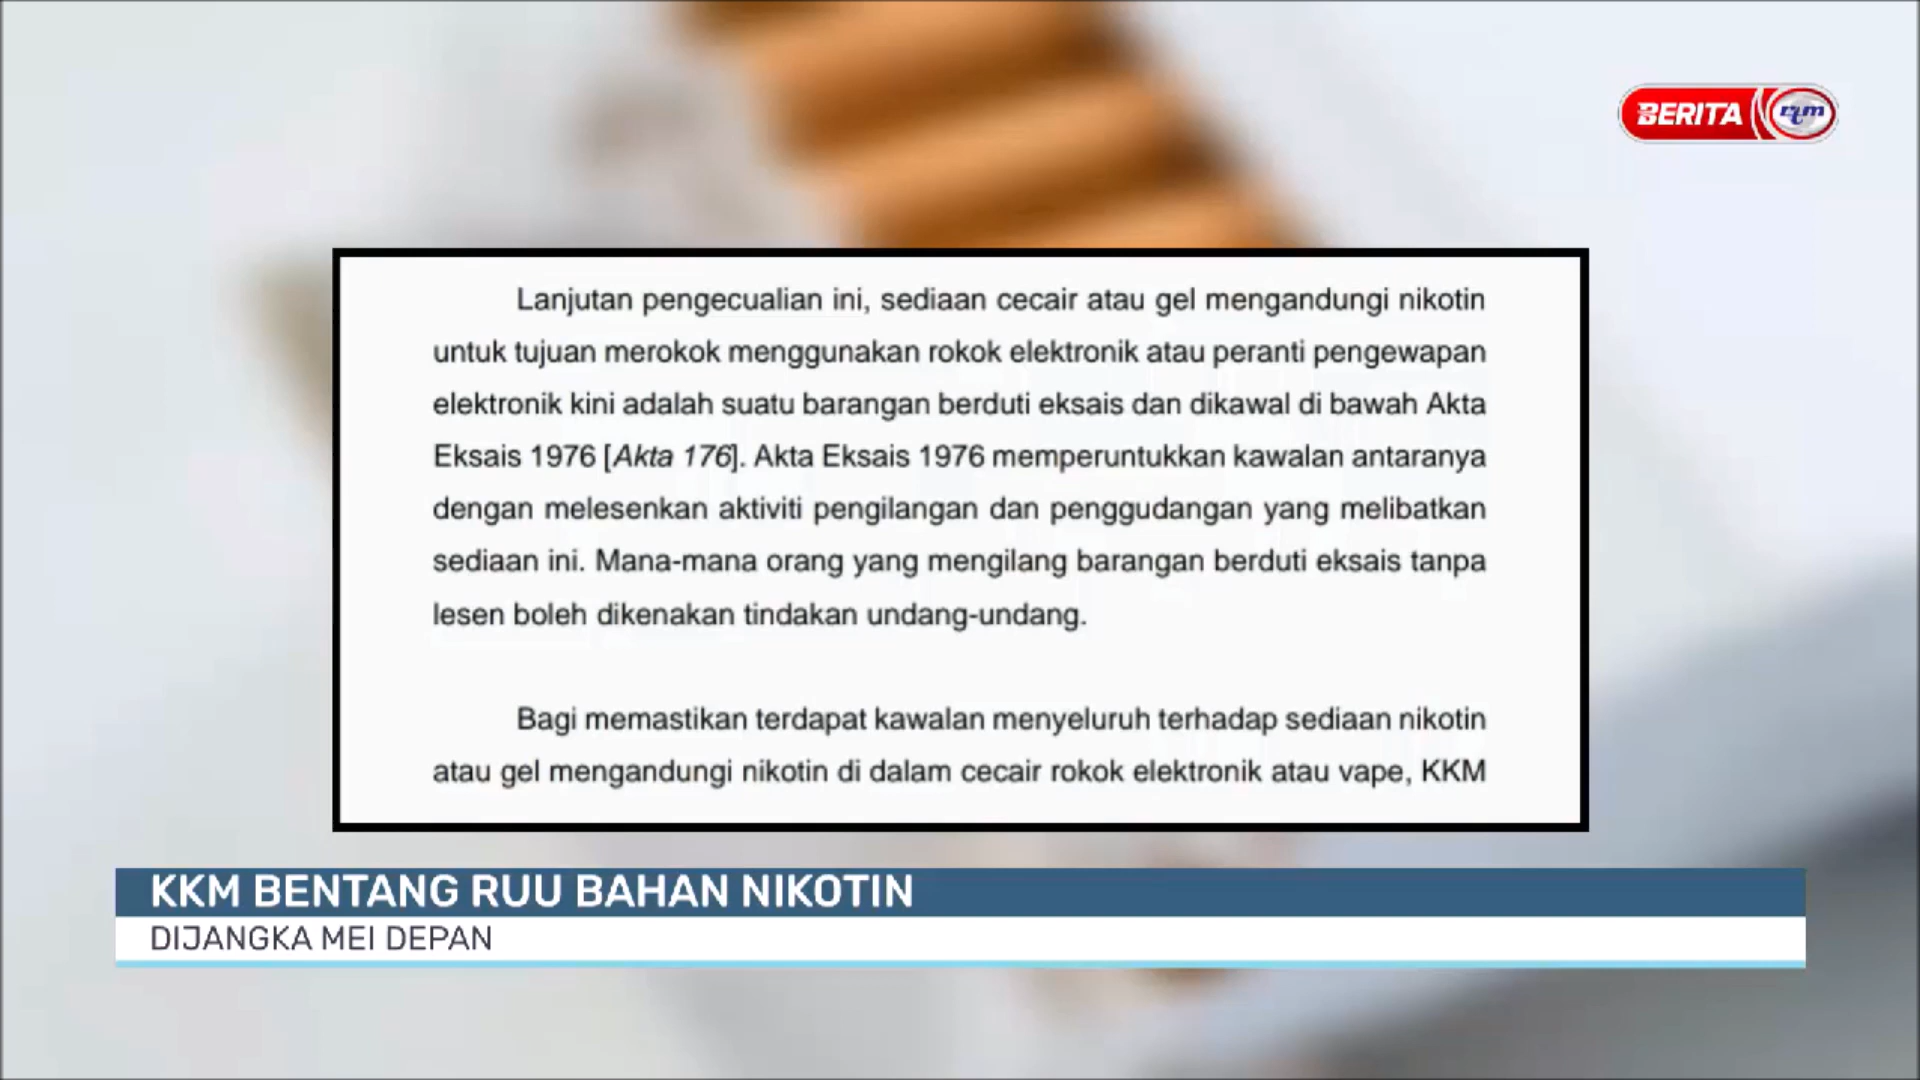 BERITA rtm
Lanjutan pengecualian ini, sediaan cecair atau gel mengandungi nikotin
untuk tujuan merokok menggunakan rokok elektronik atau peranti pengewapan
elektronik kini adalah suatu barangan berduti eksais dan dikawal di bawah Akta
Eksais 1976 [Akta 176]. Akta Eksais 1976 memperuntukkan kawalan antaranya
dengan melesenkan aktiviti pengilangan dan penggudangan yang melibatkan
sediaan ini. Mana-mana orang yang mengilang barangan berduti eksais tanpa
lesen boleh dikenakan tindakan undang-undang.
Bagi memastikan terdapat kawalan menyeluruh terhadap sediaan nikotin
atau gel mengandungi nikotin di dalam cecair rokok elektronik atau vape, KKM
KKM BENTANG RUU BAHAN NIKOTIN
DIJANGKA MEI DEPAN